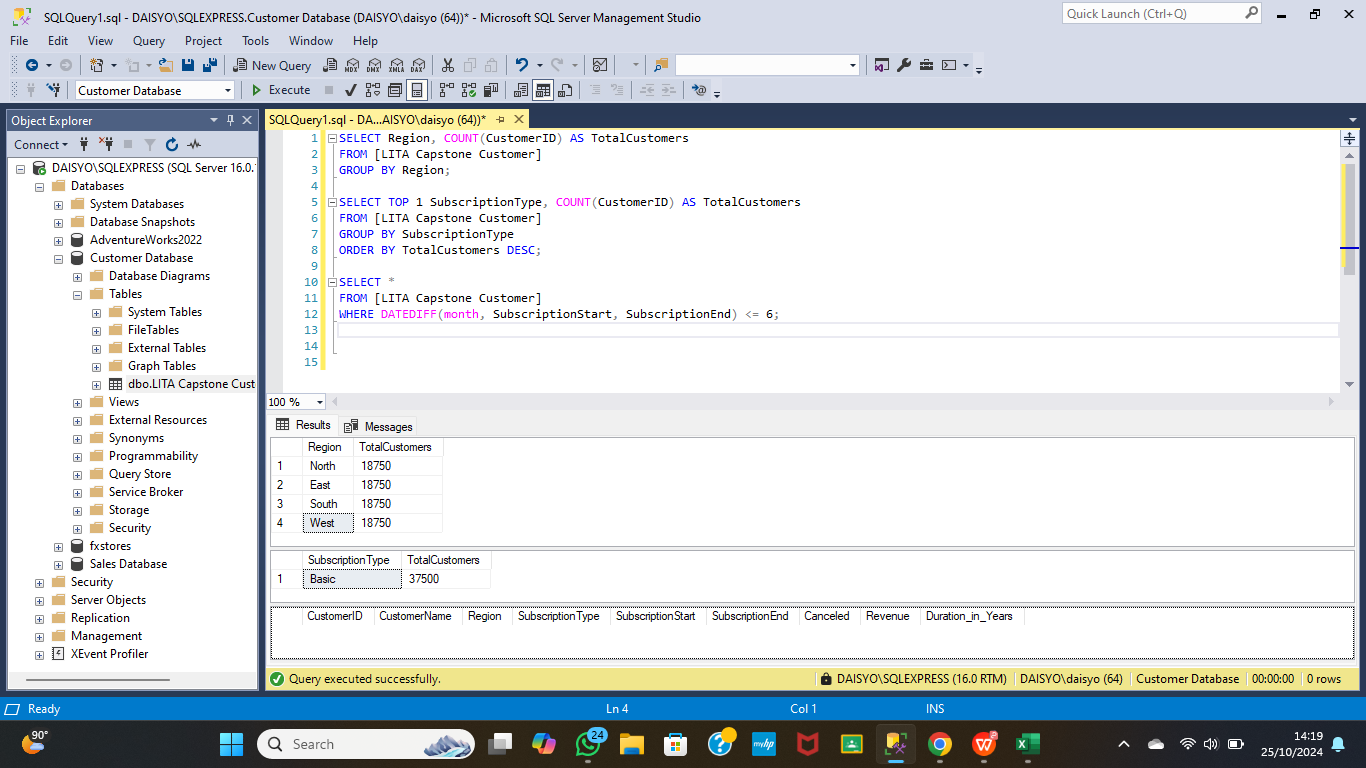 SQLQuery1.sql - DAISYO\SQLEXPRESS.Customer Database (DAISYO\daisyo (64))* - Microsoft SQL Server Management Studio
Quick Launch (Ctrl+Q)
File Edit View Query Project Tools Window Help
New Query MDX DMX XMLA DAX
Customer Database Execute
Object Explorer
SQLQuery1.sql - DA...AISYO\daisyo (64))*
Connect
DAISYO\SQLEXPRESS (SQL Server 16.0.
Databases
System Databases
Database Snapshots
AdventureWorks2022
Customer Database
Database Diagrams
Tables
System Tables
FileTables
External Tables
Graph Tables
dbo.LITA Capstone Cust
Views
External Resources
Synonyms
Programmability
Query Store
Service Broker
Storage
Security
fxstores
Sales Database
Security
Server Objects
Replication
Management
XEvent Profiler
1 SELECT Region, COUNT(CustomerID) AS TotalCustomers
2 FROM [LITA Capstone Customer]
3 GROUP BY Region;
4
5 SELECT TOP 1 SubscriptionType, COUNT(CustomerID) AS TotalCustomers
6 FROM [LITA Capstone Customer]
7 GROUP BY SubscriptionType
8 ORDER BY TotalCustomers DESC;
9
10 SELECT *
11 FROM [LITA Capstone Customer]
12 WHERE DATEDIFF(month, SubscriptionStart, SubscriptionEnd) <= 6;
13
14
15
100 %
Results Messages
Region TotalCustomers
1 North 18750
2 East 18750
3 South 18750
4 West 18750
SubscriptionType TotalCustomers
1 Basic 37500
CustomerID CustomerName Region SubscriptionType SubscriptionStart SubscriptionEnd Canceled Revenue Duration_in_Years
Query executed successfully. DAISYO\SQLEXPRESS (16.0 RTM) DAISYO\daisyo (64) Customer Database 00:00:00 0 rows
Ready Ln 4 Col 1 INS
90°
Search
24
myhp
14:19
25/10/2024